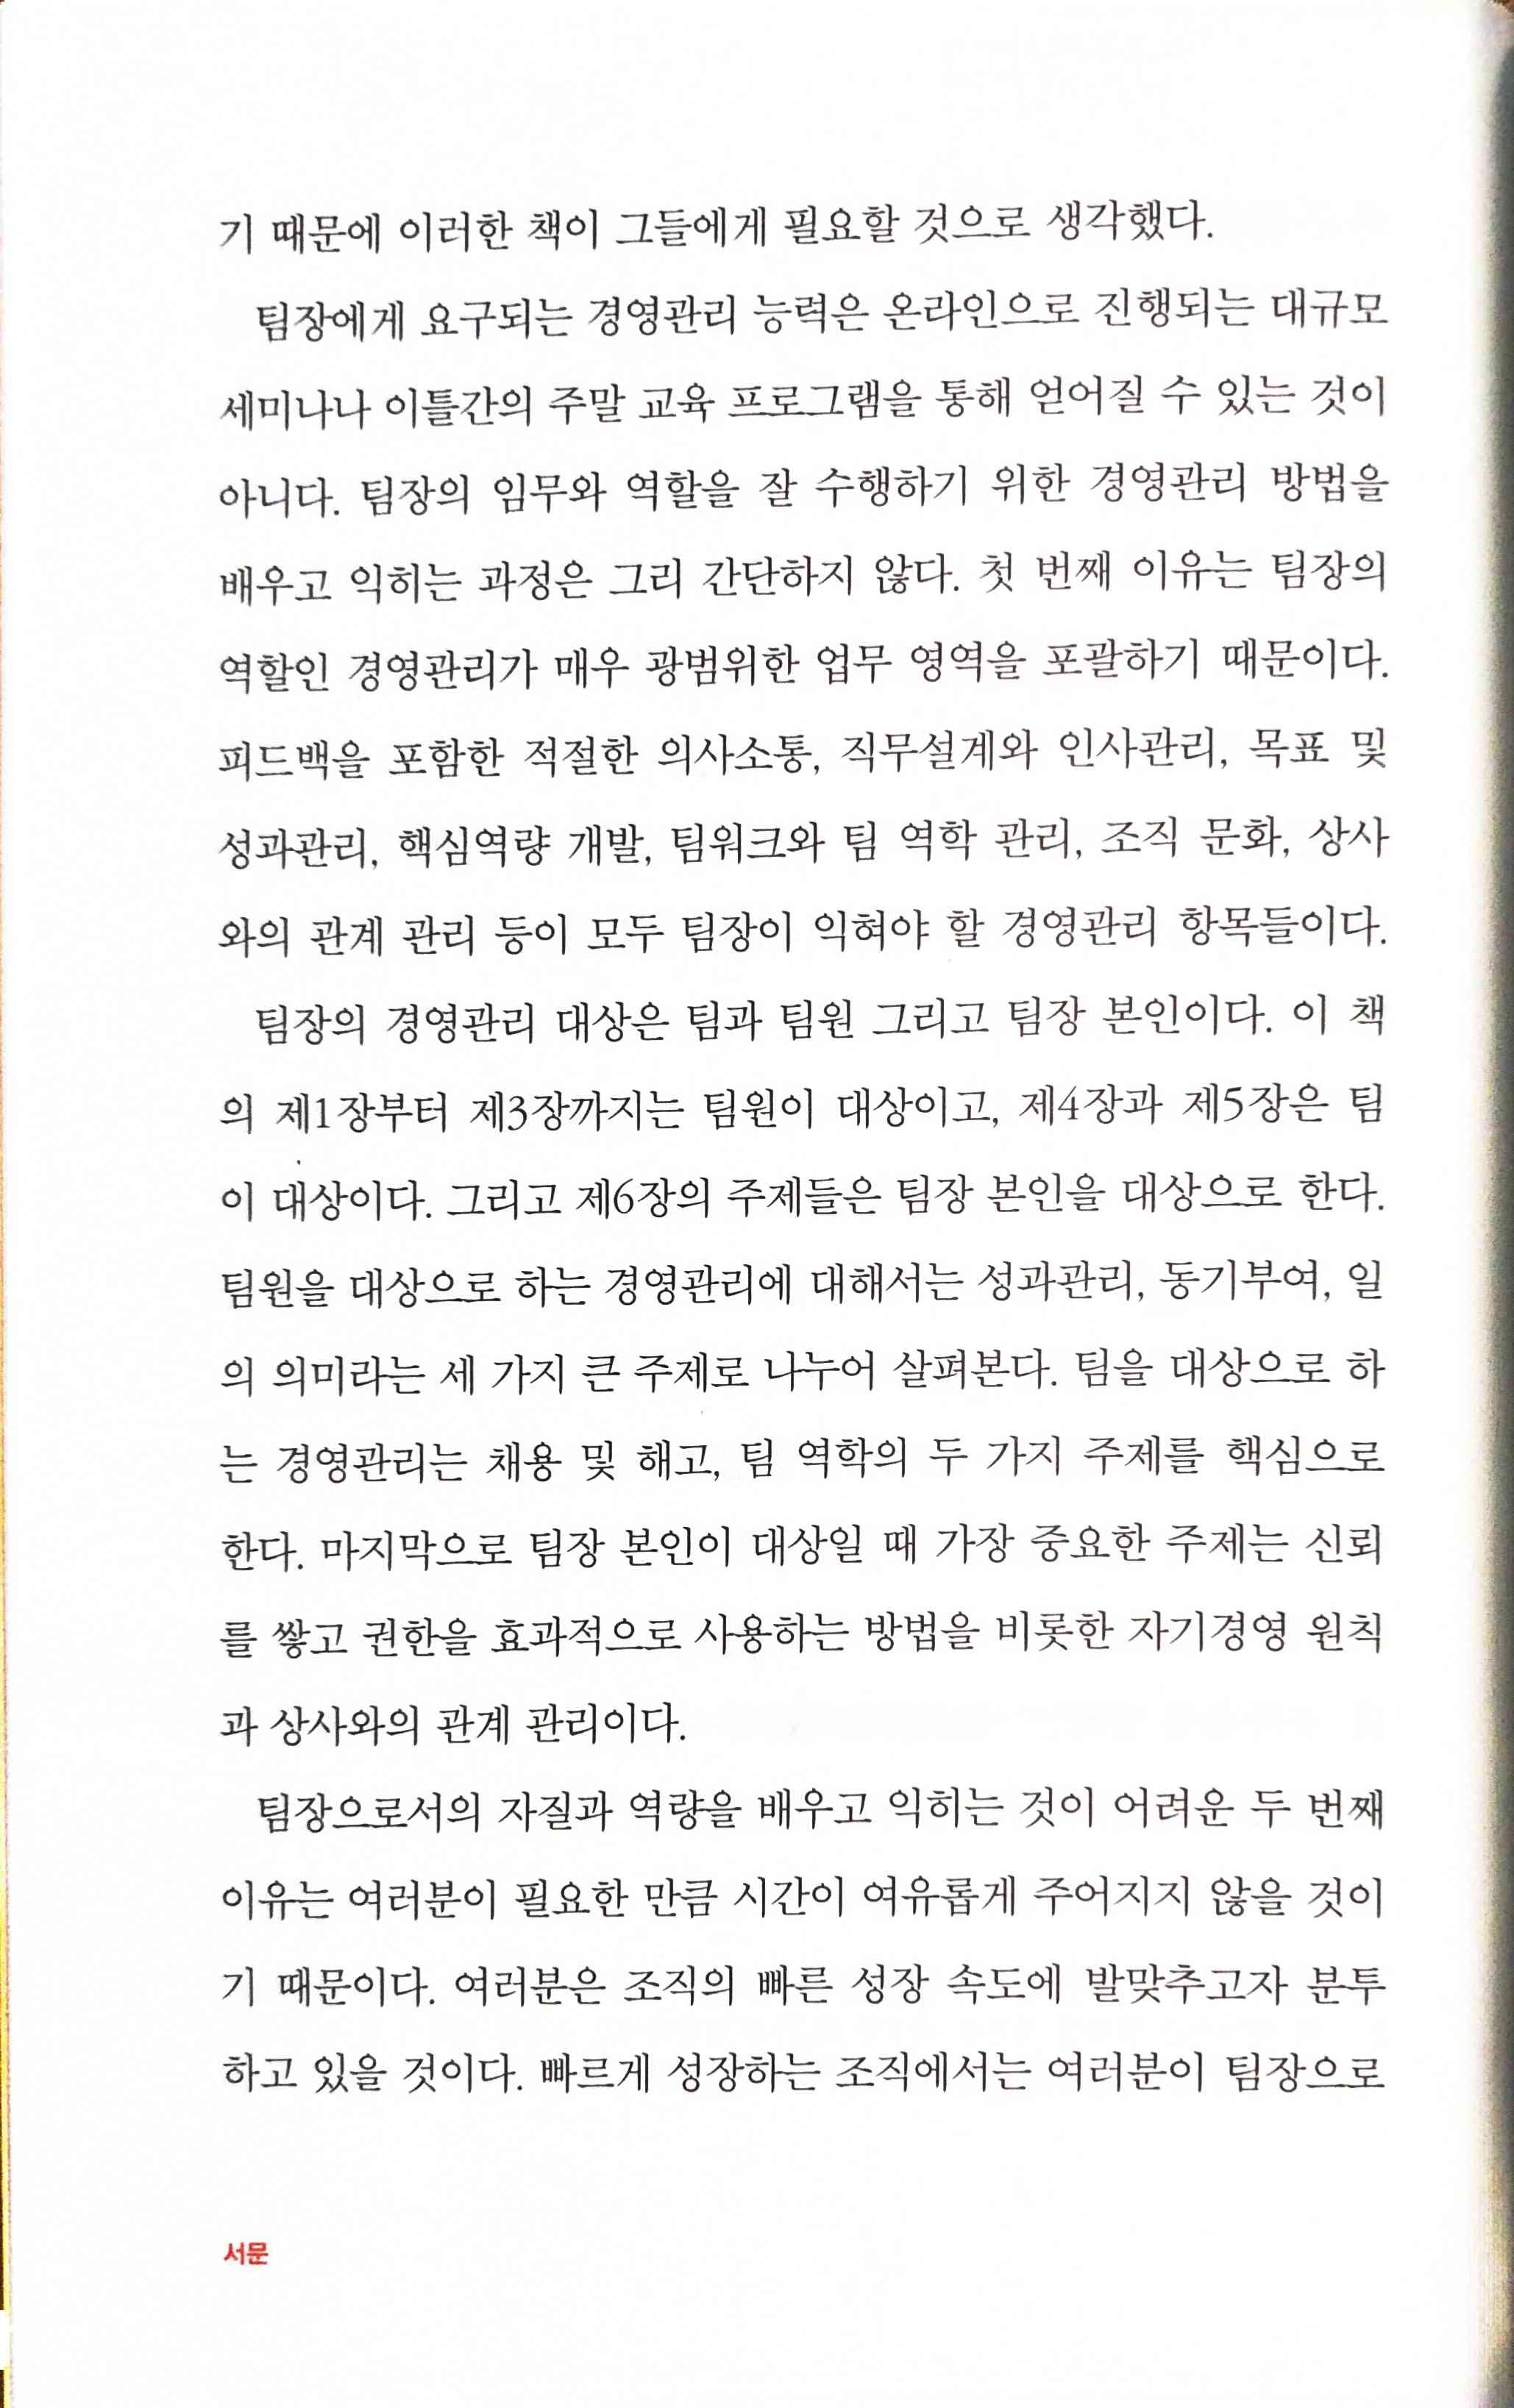 기 때문에 이러한 책이 그들에게 필요할 것으로 생각했다.
팀장에게 요구되는 경영관리 능력은 온라인으로 진행되는 대규모
세미나나 이틀간의 주말 교육 프로그램을 통해 얻어질 수 있는 것이
아니다. 팀장의 임무와 역할을 잘 수행하기 위한 경영관리 방법을
배우고 익히는 과정은 그리 간단하지 않다. 첫 번째 이유는 팀장의
역할인 경영관리가 매우 광범위한 업무 영역을 포괄하기 때문이다.
피드백을 포함한 적절한 의사소통, 직무설계와 인사관리, 목표 및
성과관리, 핵심역량 개발, 팀워크와 팀 역학 관리, 조직 문화, 상사
와의 관계 관리 등이 모두 팀장이 익혀야 할 경영관리 항목들이다.
팀장의 경영관리 대상은 팀과 팀원 그리고 팀장 본인이다. 이 책
의 제1장부터 제3장까지는 팀원이 대상이고, 제4장과 제5장은 팀
이 대상이다. 그리고 제6장의 주제들은 팀장 본인을 대상으로 한다.
팀원을 대상으로 하는 경영관리에 대해서는 성과관리, 동기부여, 일
의 의미라는 세 가지 큰 주제로 나누어 살펴본다. 팀을 대상으로 하
는 경영관리는 채용 및 해고, 팀 역학의 두 가지 주제를 핵심으로
한다. 마지막으로 팀장 본인이 대상일 때 가장 중요한 주제는 신뢰
를 쌓고 권한을 효과적으로 사용하는 방법을 비롯한 자기경영 원칙
과 상사와의 관계 관리이다.
팀장으로서의 자질과 역량을 배우고 익히는 것이 어려운 두 번째
이유는 여러분이 필요한 만큼 시간이 여유롭게 주어지지 않을 것이
기 때문이다. 여러분은 조직의 빠른 성장 속도에 발맞추고자 분투
하고 있을 것이다. 빠르게 성장하는 조직에서는 여러분이 팀장으로
서문